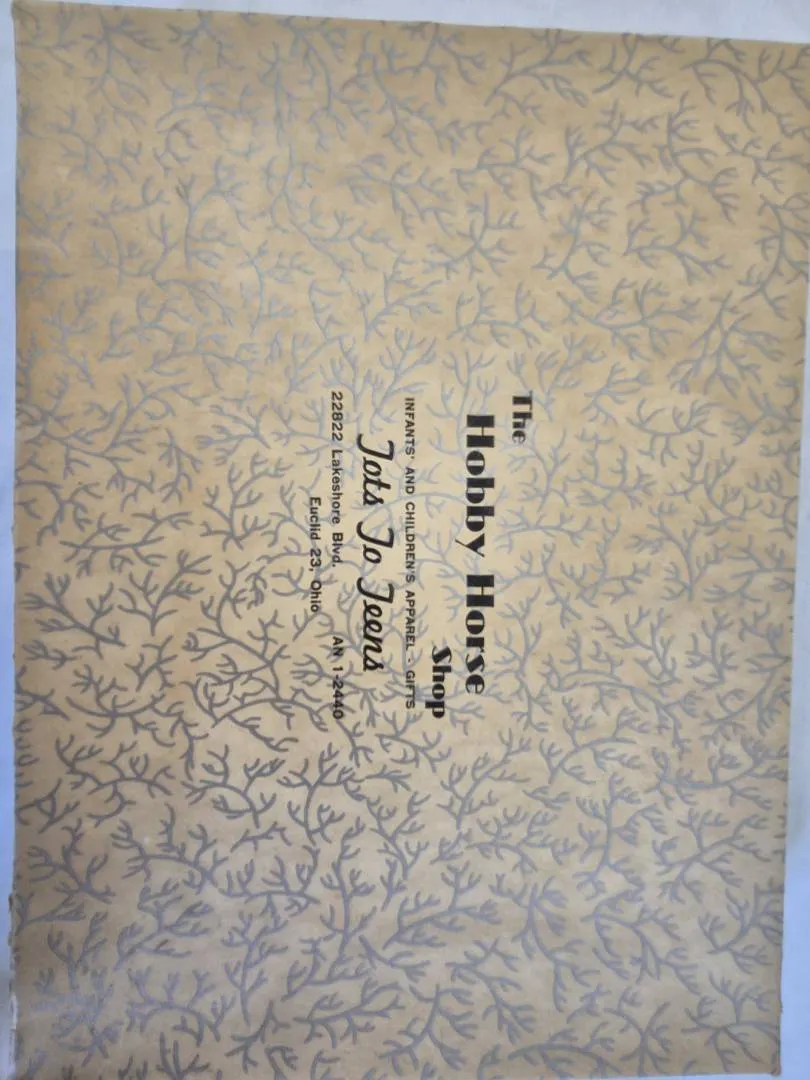 The
Hobby Horse
Shop
INFANTS' AND CHILDREN'S APPAREL - GIFTS
Tots To Teens
22822 Lakeshore Blvd. AN 1-2440
Euclid 23, Ohio